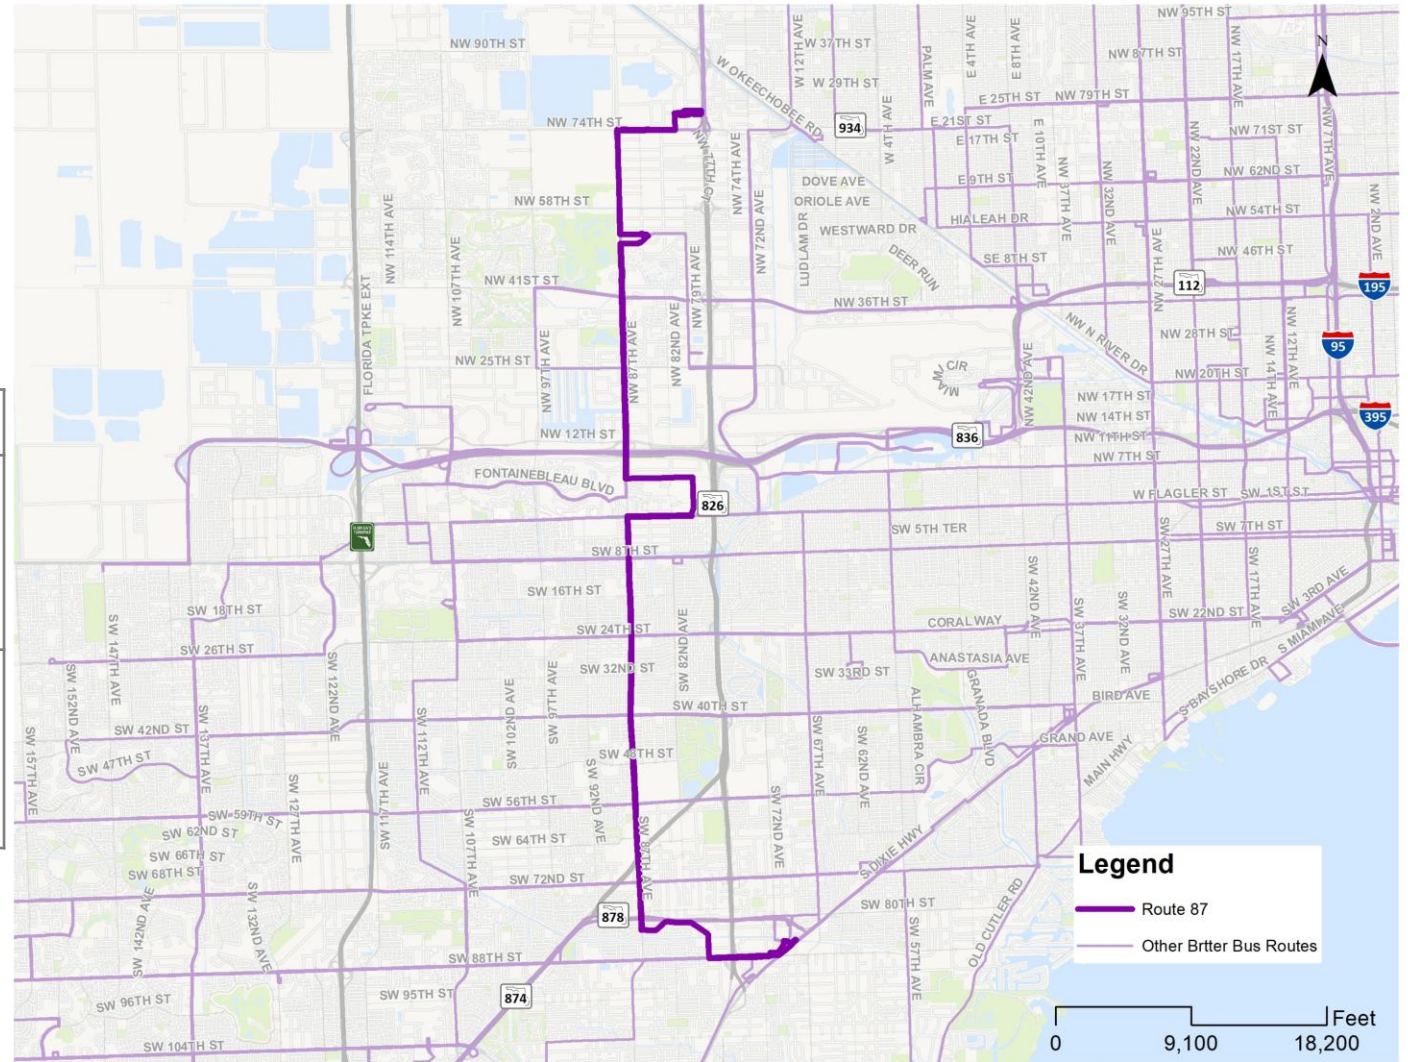 NW 95TH ST
W 37TH ST
NW 90TH ST
NW 87TH ST
W 12TH AVE
PALM AVE
E 4TH AVE
E 8TH AVE
NW 17TH AVE
N
W OKEECHOBEE RD
W 29TH ST
E 25TH ST
NW 79TH ST
NW 74TH ST
934
E 21ST ST
E 17TH ST
NW 71ST ST
W 4TH AVE
E 10TH AVE
NW 22ND AVE
NW 7TH AVE
NW 77TH CT
NW 74TH AVE
NW 37TH AVE
NW 32ND AVE
NW 62ND ST
DOVE AVE
E 9TH ST
NW 58TH ST
ORIOLE AVE
NW 54TH ST
NW 2ND AVE
NW 114TH AVE
NW 72ND AVE
LUDLAM DR
WESTWARD DR
HIALEAH DR
NW 107TH AVE
DEER RUN
SE 8TH ST
NW 46TH ST
NW 27TH AVE
NW 41ST ST
NW 79TH AVE
112
195
FLORIDA TPKE EXT
NW 36TH ST
NW N RIVER DR
NW 28TH ST
NW 12TH AVE
95
NW 97TH AVE
NW 87TH AVE
NW 82ND AVE
NW 25TH ST
MIAMI CIR
NW 42ND AVE
NW 20TH ST
NW 14TH AVE
NW 17TH ST
NW 14TH ST
395
NW 12TH ST
836
NW 11TH ST
NW 7TH ST
FONTAINEBLEAU BLVD
826
W FLAGLER ST
SW 1ST ST
SW 5TH TER
SW 7TH ST
SW 8TH ST
SW 16TH ST
SW 42ND AVE
SW 27TH AVE
SW 17TH AVE
SW 3RD AVE
SW 18TH ST
SW 82ND AVE
SW 37TH AVE
SW 32ND AVE
SW 22ND ST
S MIAMI AVE
SW 147TH AVE
SW 24TH ST
CORAL WAY
SW 26TH ST
SW 122ND AVE
ANASTASIA AVE
SW 152ND AVE
SW 32ND ST
SW 33RD ST
S BAYSHORE DR
SW 102ND AVE
SW 97TH AVE
ALHAMBRA CIR
GRANADA BLVD
BIRD AVE
SW 40TH ST
SW 157TH AVE
SW 42ND ST
SW 137TH AVE
SW 112TH AVE
SW 67TH AVE
SW 62ND AVE
GRAND AVE
SW 47TH ST
SW 48TH ST
MAIN HWY
SW 127TH AVE
SW 117TH AVE
SW 92ND AVE
SW 56TH ST
SW 72ND AVE
SW 59TH ST
SW 62ND ST
SW 107TH AVE
SW 64TH ST
SW 87TH AVE
S DIXIE HWY
SW 66TH ST
SW 68TH ST
SW 72ND ST
Legend
SW 142ND AVE
SW 132ND AVE
878
SW 80TH ST
OLD CUTLER RD
Route 87
SW 57TH AVE
Other Brtter Bus Routes
SW 88TH ST
SW 95TH ST
874
SW 96TH ST
SW 104TH ST
Feet
0 9,100 18,200